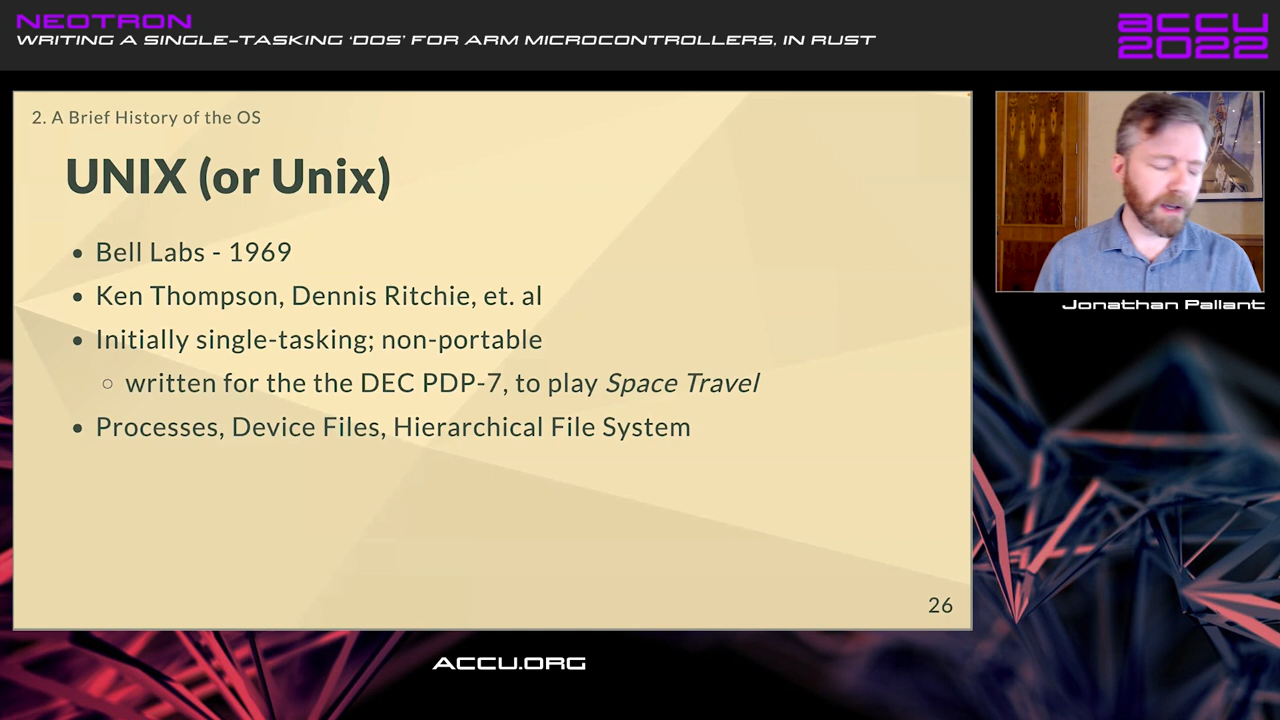 NEOTRON
WRITING A SINGLE-TASKING 'DOS' FOR ARM MICROCONTROLLERS, IN RUST
ACCU
2022
2. A Brief History of the OS
UNIX (or Unix)
• Bell Labs - 1969
• Ken Thompson, Dennis Ritchie, et. al
• Initially single-tasking; non-portable
○ written for the the DEC PDP-7, to play Space Travel
• Processes, Device Files, Hierarchical File System
26
Jonathan Pallant
ACCU.ORG